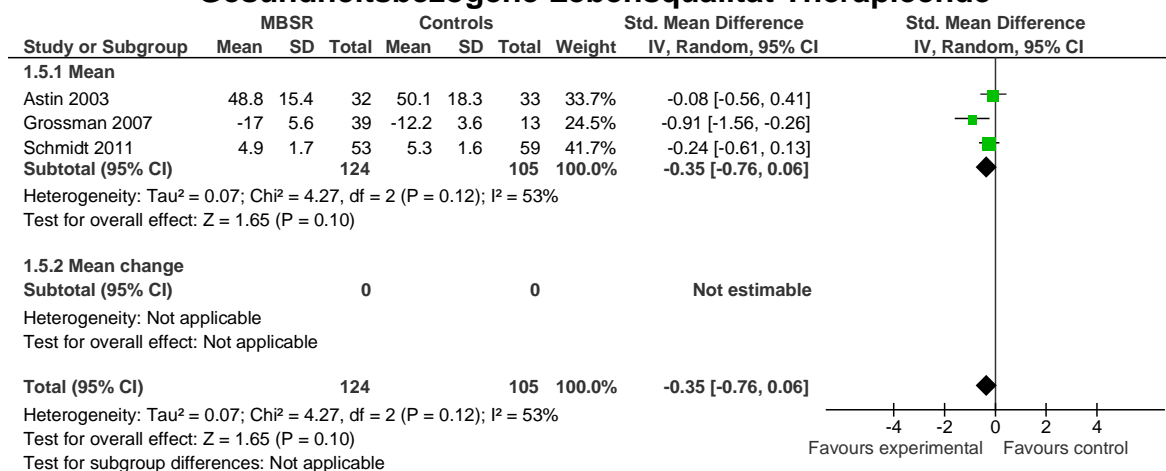 Gesundheitsbezogene Lebensqualität Therapieende
MBSR Controls Std. Mean Difference Std. Mean Difference
Study or Subgroup Mean SD Total Mean SD Total Weight IV, Random, 95% CI IV, Random, 95% CI
1.5.1 Mean
Astin 2003 48.8 15.4 32 50.1 18.3 33 33.7% -0.08 [-0.56, 0.41]
Grossman 2007 -17 5.6 39 -12.2 3.6 13 24.5% -0.91 [-1.56, -0.26]
Schmidt 2011 4.9 1.7 53 5.3 1.6 59 41.7% -0.24 [-0.61, 0.13]
Subtotal (95% CI) 124 105 100.0% -0.35 [-0.76, 0.06]
Heterogeneity: Tau² = 0.07; Chi² = 4.27, df = 2 (P = 0.12); I² = 53%
Test for overall effect: Z = 1.65 (P = 0.10)
1.5.2 Mean change
Subtotal (95% CI) 0 0 Not estimable
Heterogeneity: Not applicable
Test for overall effect: Not applicable
Total (95% CI) 124 105 100.0% -0.35 [-0.76, 0.06]
Heterogeneity: Tau² = 0.07; Chi² = 4.27, df = 2 (P = 0.12); I² = 53%
Test for overall effect: Z = 1.65 (P = 0.10)
Test for subgroup differences: Not applicable
-4 -2 0 2 4
Favours experimental Favours control